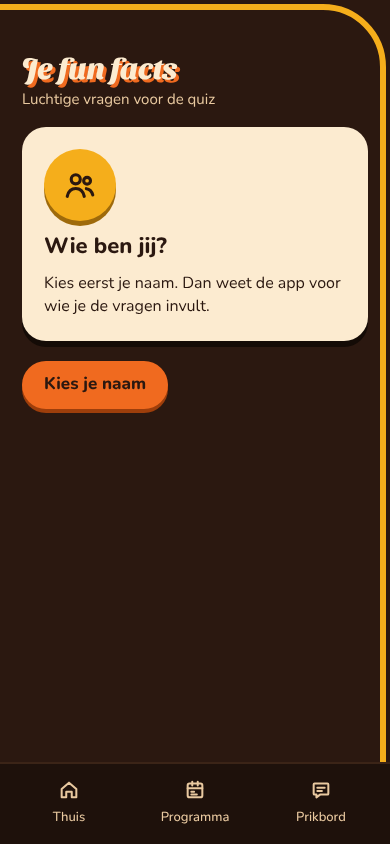 Je fun facts
Luchtige vragen voor de quiz
Wie ben jij?
Kies eerst je naam. Dan weet de app voor
wie je de vragen invult.
Kies je naam
Thuis
Programma
Prikbord